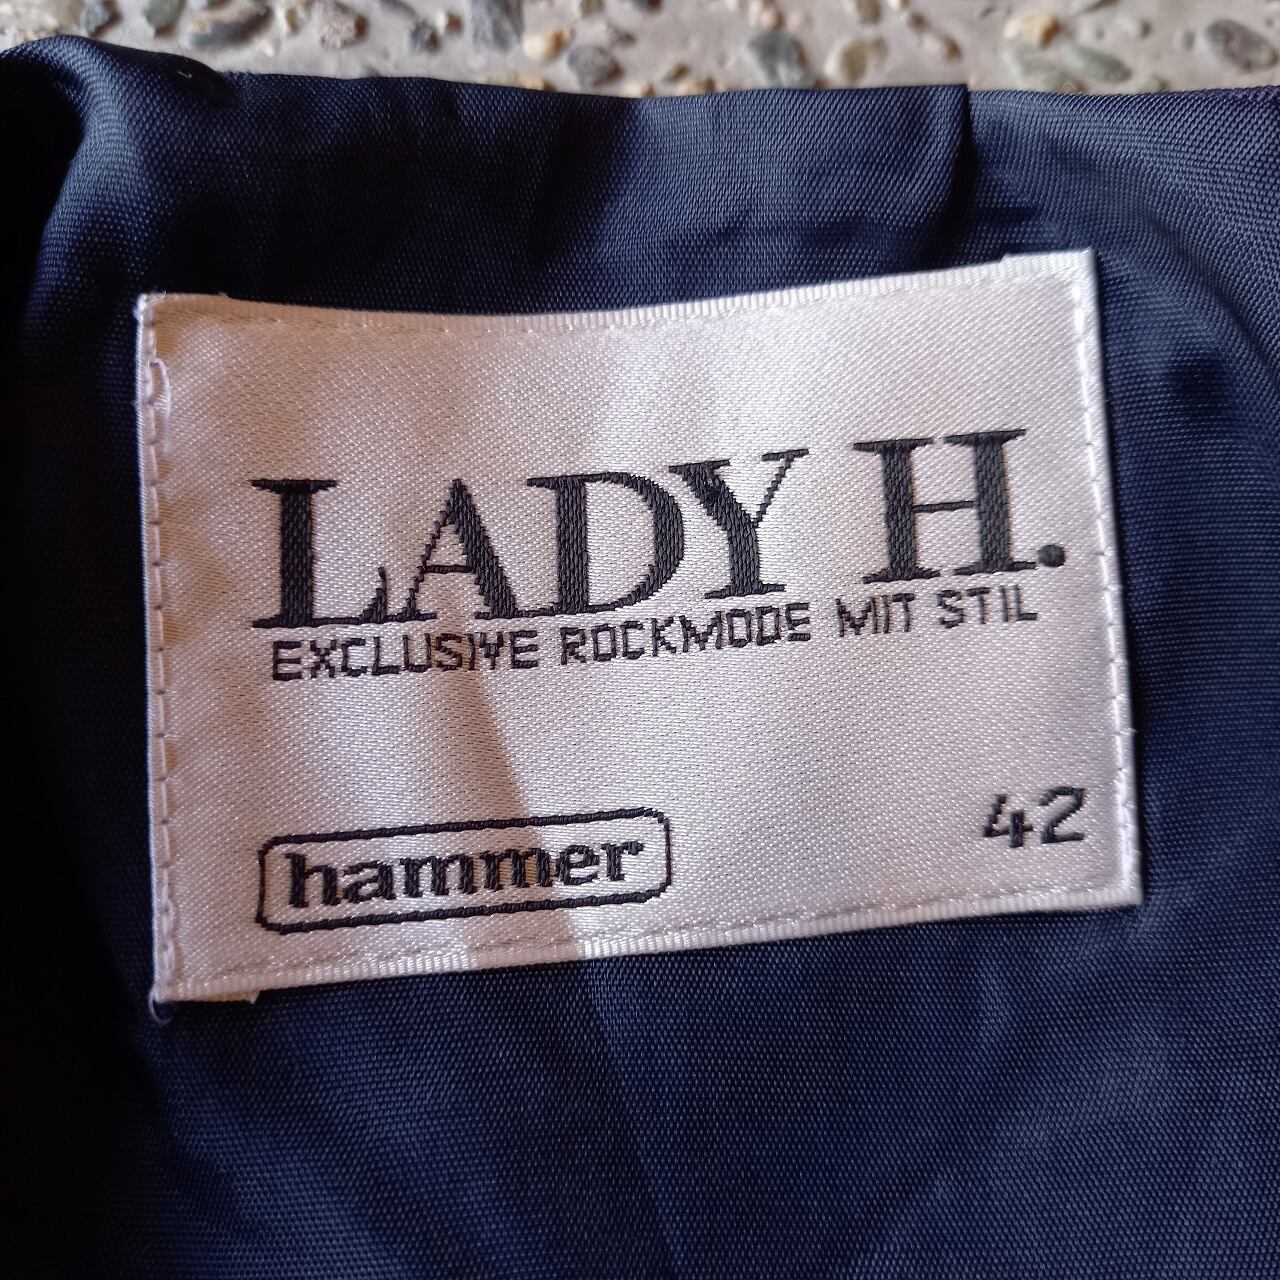 LADY H.
EXCLUSIVE ROCKMODE MIT STIL
42
hammer